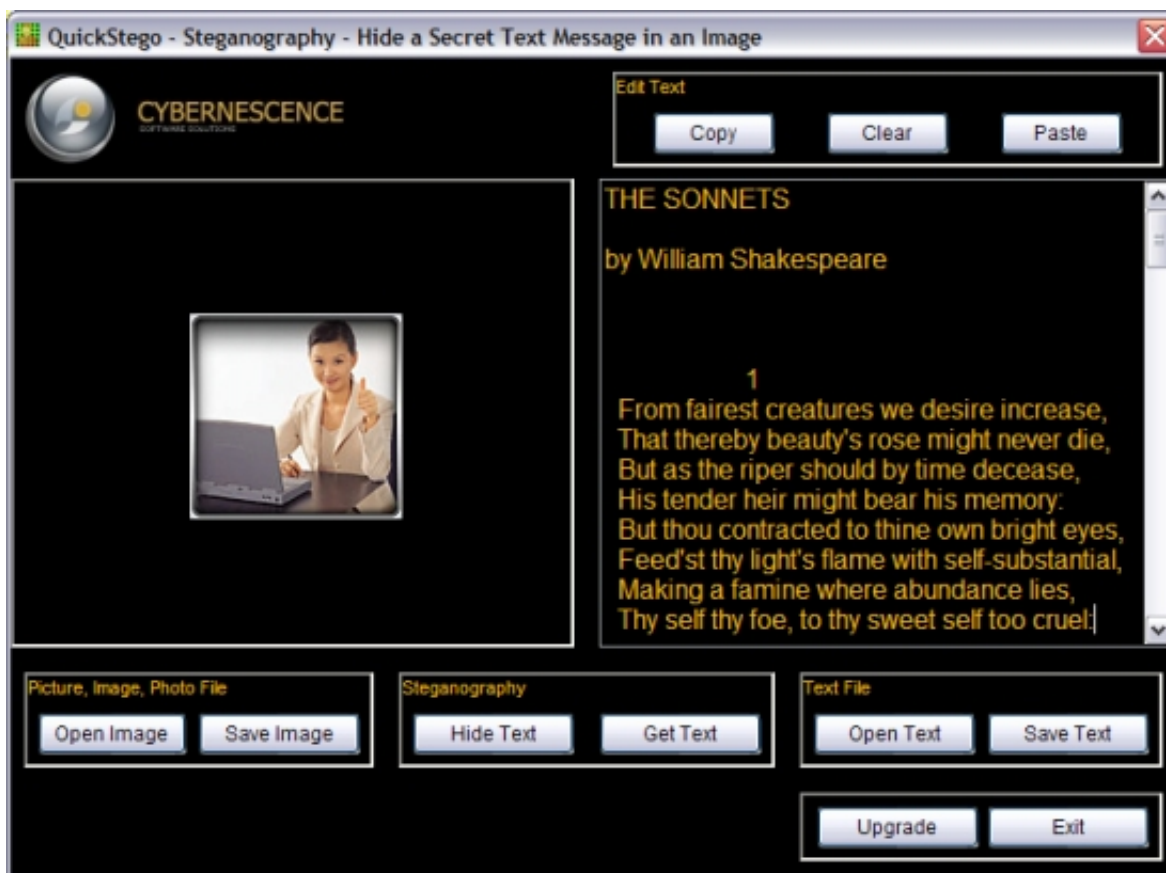 QuickStego - Steganography - Hide a Secret Text Message in an Image
CYBERNESCENCE
SOFTWARE SOLUTIONS
Edit Text
Copy
Clear
Paste
THE SONNETS
by William Shakespeare
1
From fairest creatures we desire increase,
That thereby beauty's rose might never die,
But as the riper should by time decease,
His tender heir might bear his memory:
But thou contracted to thine own bright eyes,
Feed'st thy light's flame with self-substantial,
Making a famine where abundance lies,
Thy self thy foe, to thy sweet self too cruel:
Picture, Image, Photo File
Open Image
Save Image
Steganography
Hide Text
Get Text
Text File
Open Text
Save Text
Upgrade
Exit